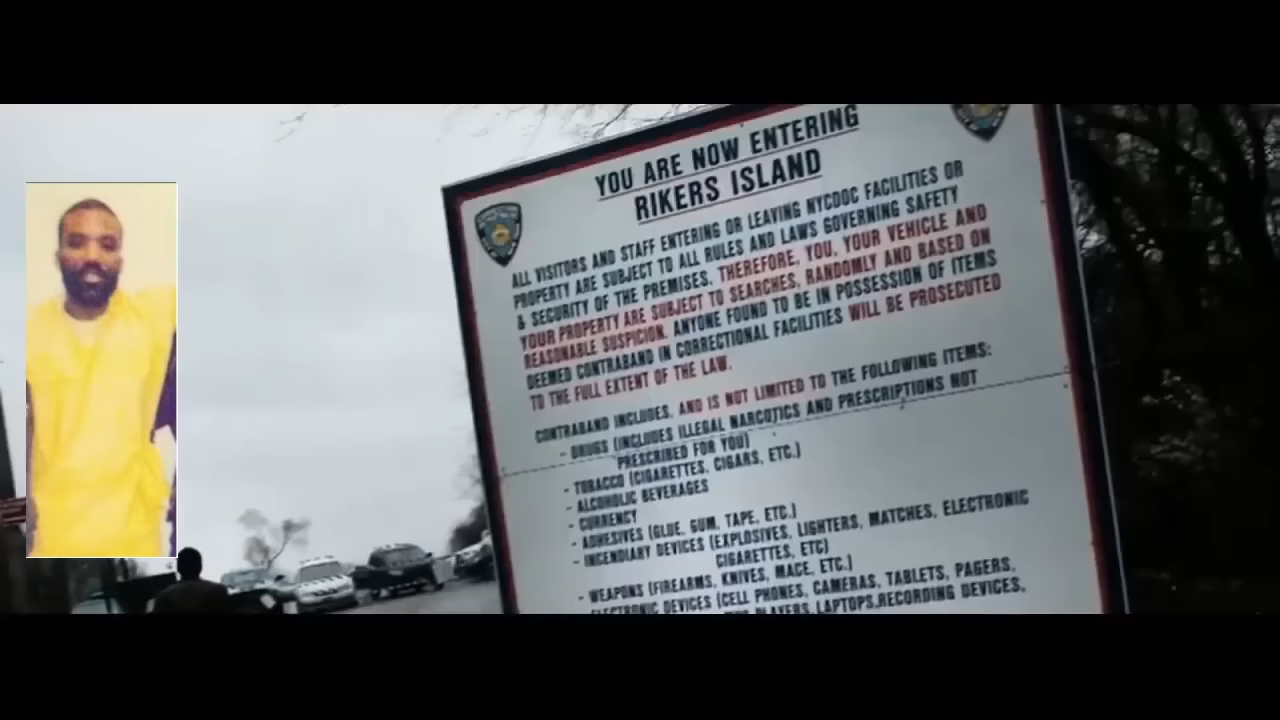 YOU ARE NOW ENTERING
RIKERS ISLAND
ALL VISITORS AND STAFF ENTERING OR LEAVING NYCDOC FACILITIES OR
PROPERTY ARE SUBJECT TO ALL RULES AND LAWS GOVERNING SAFETY
& SECURITY OF THE PREMISES. THEREFORE, YOU, YOUR VEHICLE AND
YOUR PROPERTY ARE SUBJECT TO SEARCHES, RANDOMLY AND BASED ON
REASONABLE SUSPICION. ANYONE FOUND TO BE IN POSSESSION OF ITEMS
DEEMED CONTRABAND IN CORRECTIONAL FACILITIES WILL BE PROSECUTED
TO THE FULL EXTENT OF THE LAW.
CONTRABAND INCLUDES, AND IS NOT LIMITED TO THE FOLLOWING ITEMS:
- DRUGS (INCLUDES ILLEGAL NARCOTICS AND PRESCRIPTIONS NOT
PRESCRIBED FOR YOU)
- TOBACCO (CIGARETTES, CIGARS, ETC.)
- ALCOHOLIC BEVERAGES
- CURRENCY
- ADHESIVES (GLUE, GUM, TAPE, ETC.)
- INCENDIARY DEVICES (EXPLOSIVES, LIGHTERS, MATCHES, ELECTRONIC
CIGARETTES, ETC)
- WEAPONS (FIREARMS, KNIVES, MACE, ETC.)
- ELECTRONIC DEVICES (CELL PHONES, CAMERAS, TABLETS, PAGERS,
PLAYERS, LAPTOPS, RECORDING DEVICES,